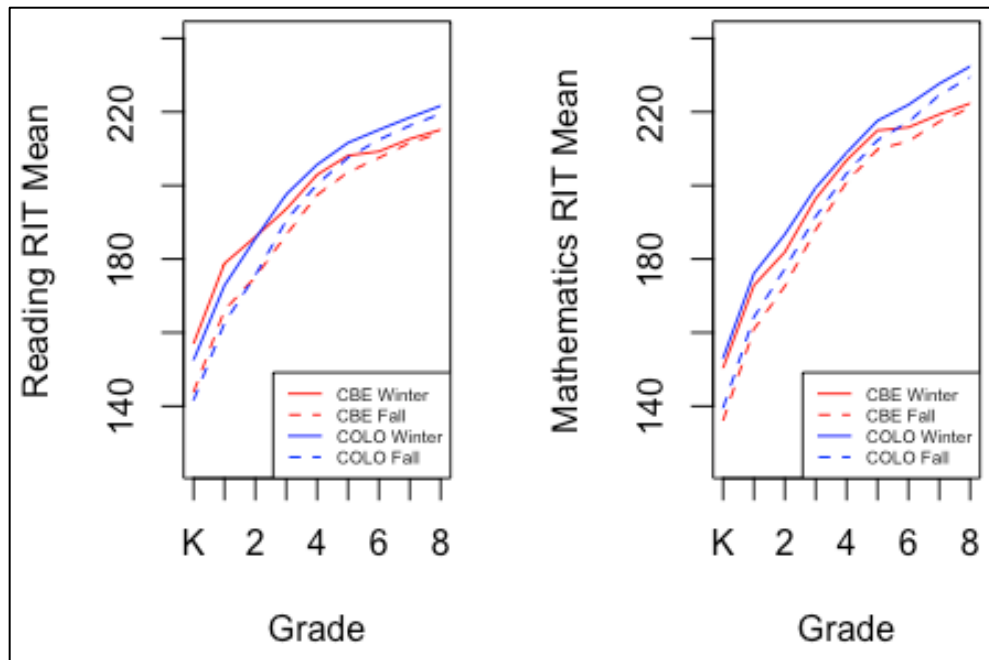 Reading RIT Mean
220
180
140
CBE Winter
CBE Fall
COLO Winter
COLO Fall
K 2 4 6 8
Grade
Mathematics RIT Mean
220
180
140
CBE Winter
CBE Fall
COLO Winter
COLO Fall
K 2 4 6 8
Grade